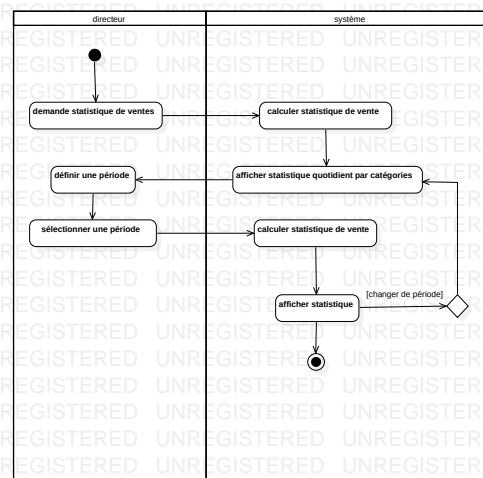 directeur
système
demande statistique de ventes
calculer statistique de vente
définir une période
afficher statistique quotidient par catégories
sélectionner une période
calculer statistique de vente
afficher statistique
[changer de période]
UNREGISTERED